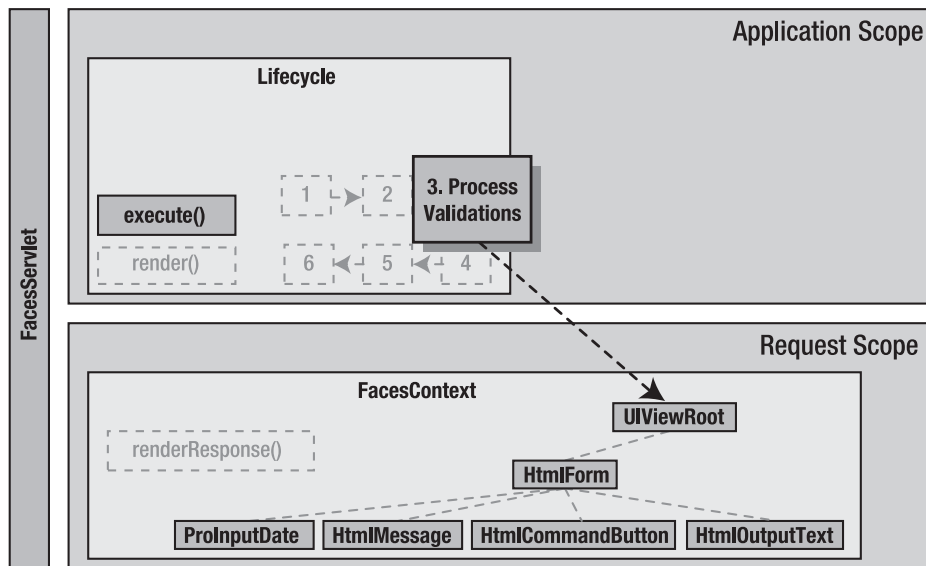 FacesServlet
Application Scope
Lifecycle
execute()
render()
1
2
3. Process
Validations
6
5
4
Request Scope
FacesContext
renderResponse()
UIViewRoot
HtmlForm
ProInputDate
HtmlMessage
HtmlCommandButton
HtmlOutputText